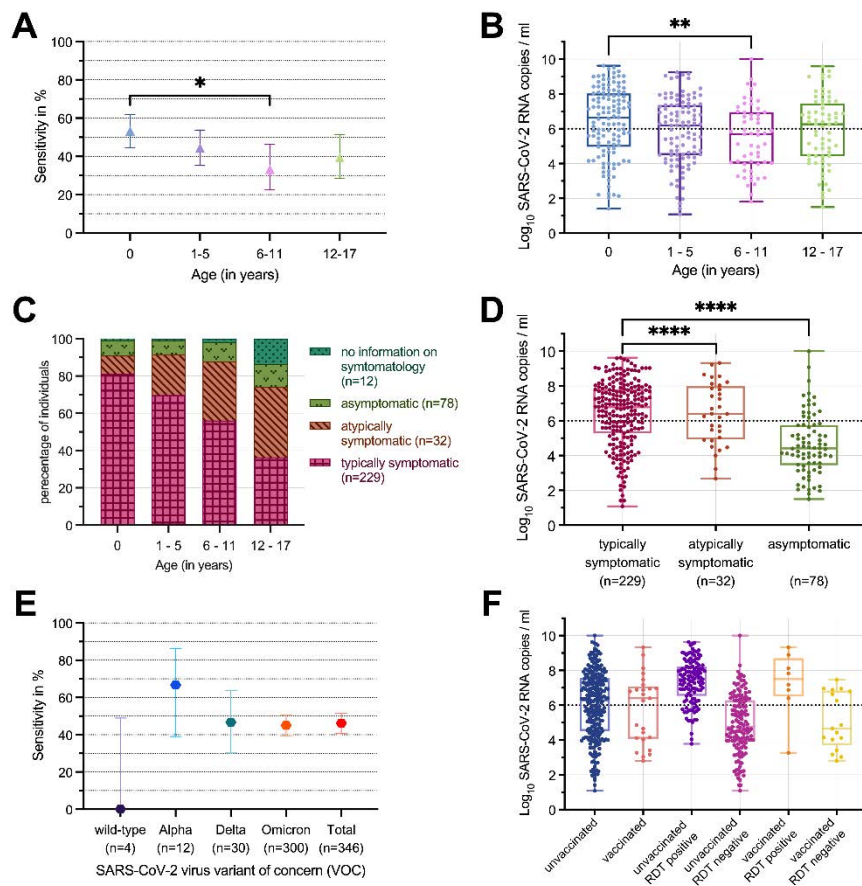 A
Sensitivity in %
100
80
60
40
20
0
*
0 1-5 6-11 12-17
Age (in years)
B
Log10 SARS-CoV-2 RNA copies / ml
12
10
8
6
4
2
0
**
0 1 - 5 6 - 11 12 - 17
Age (in years)
C
perecentage of individuals
100
80
60
40
20
0
0 1 - 5 6 - 11 12 - 17
Age (in years)
no information on
symtomatology
(n=12)
asymptomatic (n=78)
atypically
symptomatic (n=32)
typically symptomatic
(n=229)
D
Log10 SARS-CoV-2 RNA copies / ml
12
10
8
6
4
2
0
****
****
typically atypically asymptomatic
symptomatic symptomatic
(n=229) (n=32) (n=78)
E
Sensitivity in %
100
80
60
40
20
0
wild-type Alpha Delta Omicron Total
(n=4) (n=12) (n=30) (n=300) (n=346)
SARS-CoV-2 virus variant of concern (VOC)
F
Log10 SARS-CoV-2 RNA copies / ml
12
10
8
6
4
2
0
unvaccinated
vaccinated
unvaccinated
RDT positive
unvaccinated
RDT negative
vaccinated
RDT positive
vaccinated
RDT negative